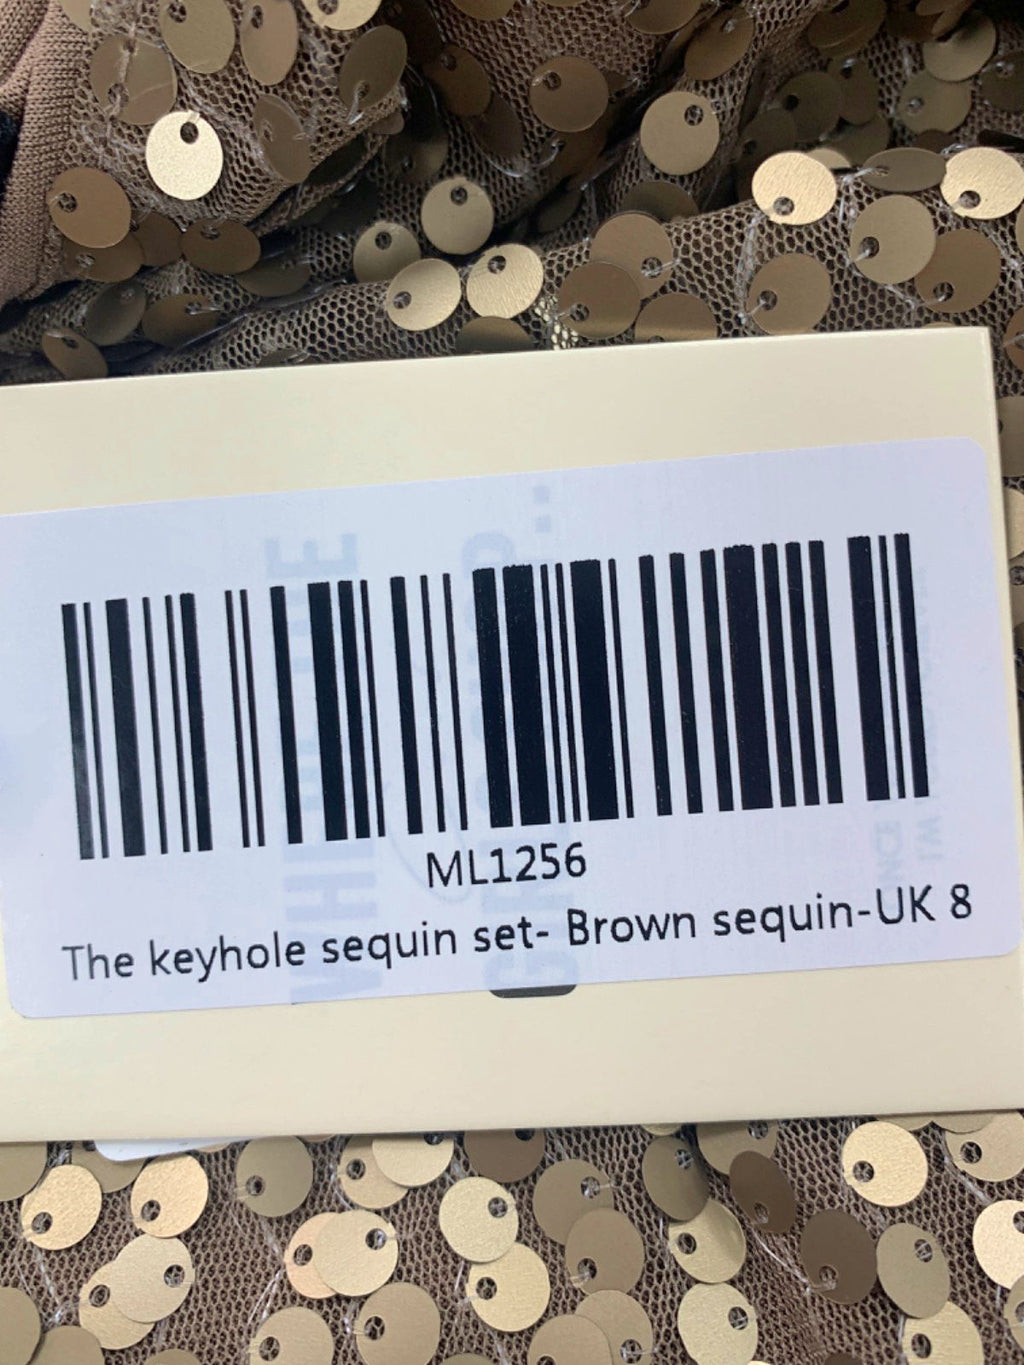 ML1256
The keyhole sequin set- Brown sequin-UK 8